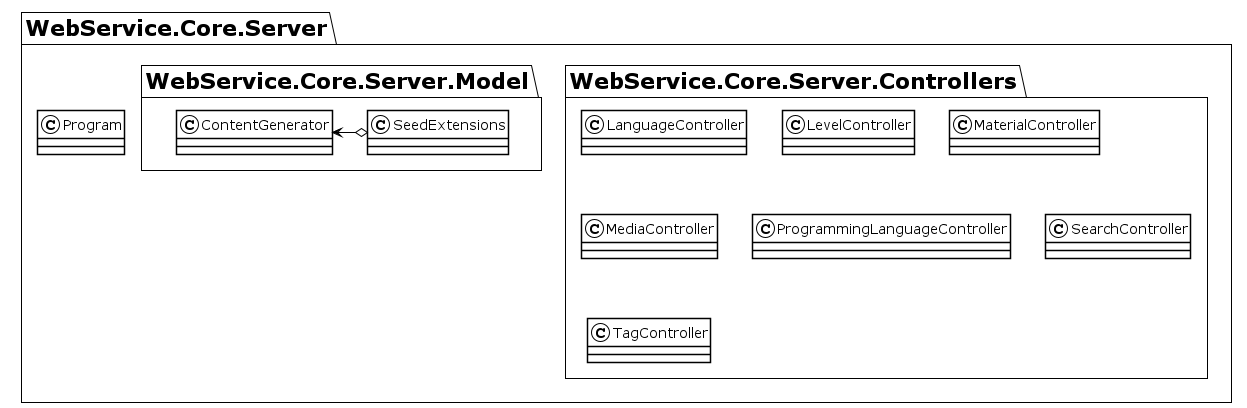 WebService.Core.Server
WebService.Core.Server.Model
WebService.Core.Server.Controllers
C Program
C ContentGenerator
C SeedExtensions
C LanguageController
C LevelController
C MaterialController
C MediaController
C ProgrammingLanguageController
C SearchController
C TagController